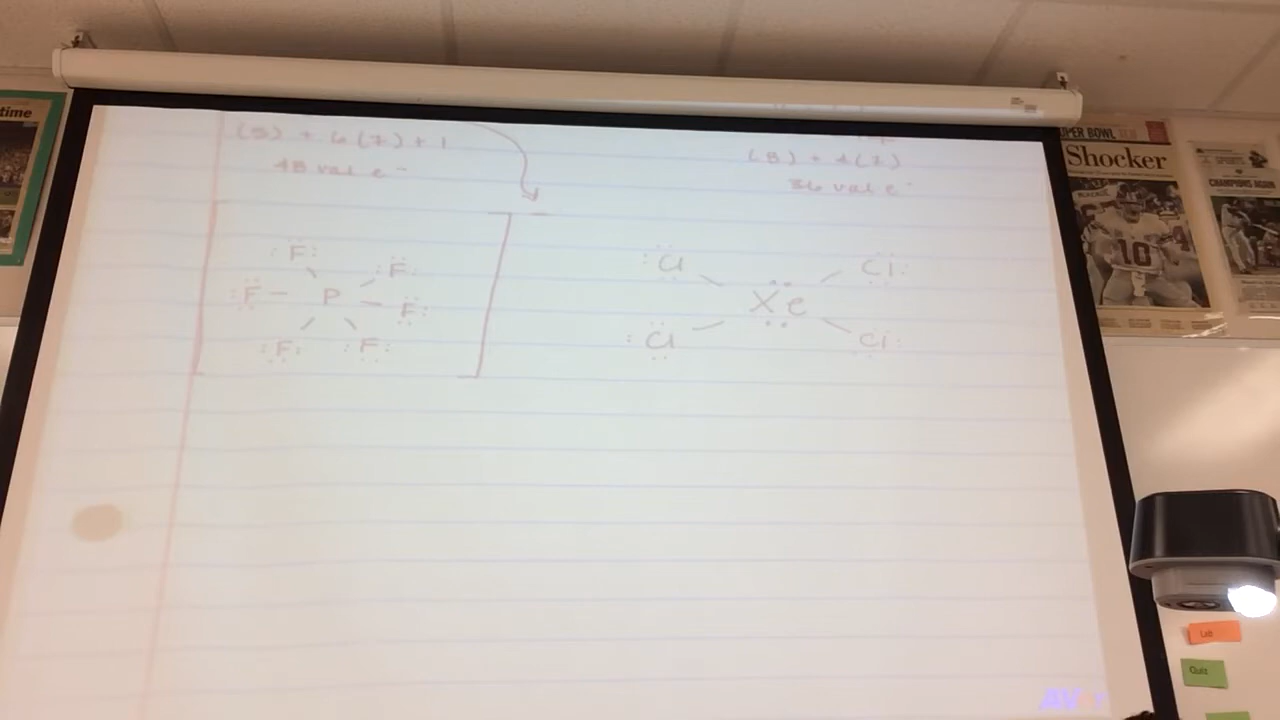 time
(5) + 6(7) + 1
48 val e⁻
(8) + 4(7)
36 val e⁻
:F:
:F:
:F – P – F:
:F:
:F:
:Cl
Cl:
Xe
:Cl
Cl:
SUPER BOWL
Shocker
10
CHAMPIONS AGAIN
Lab
Quiz